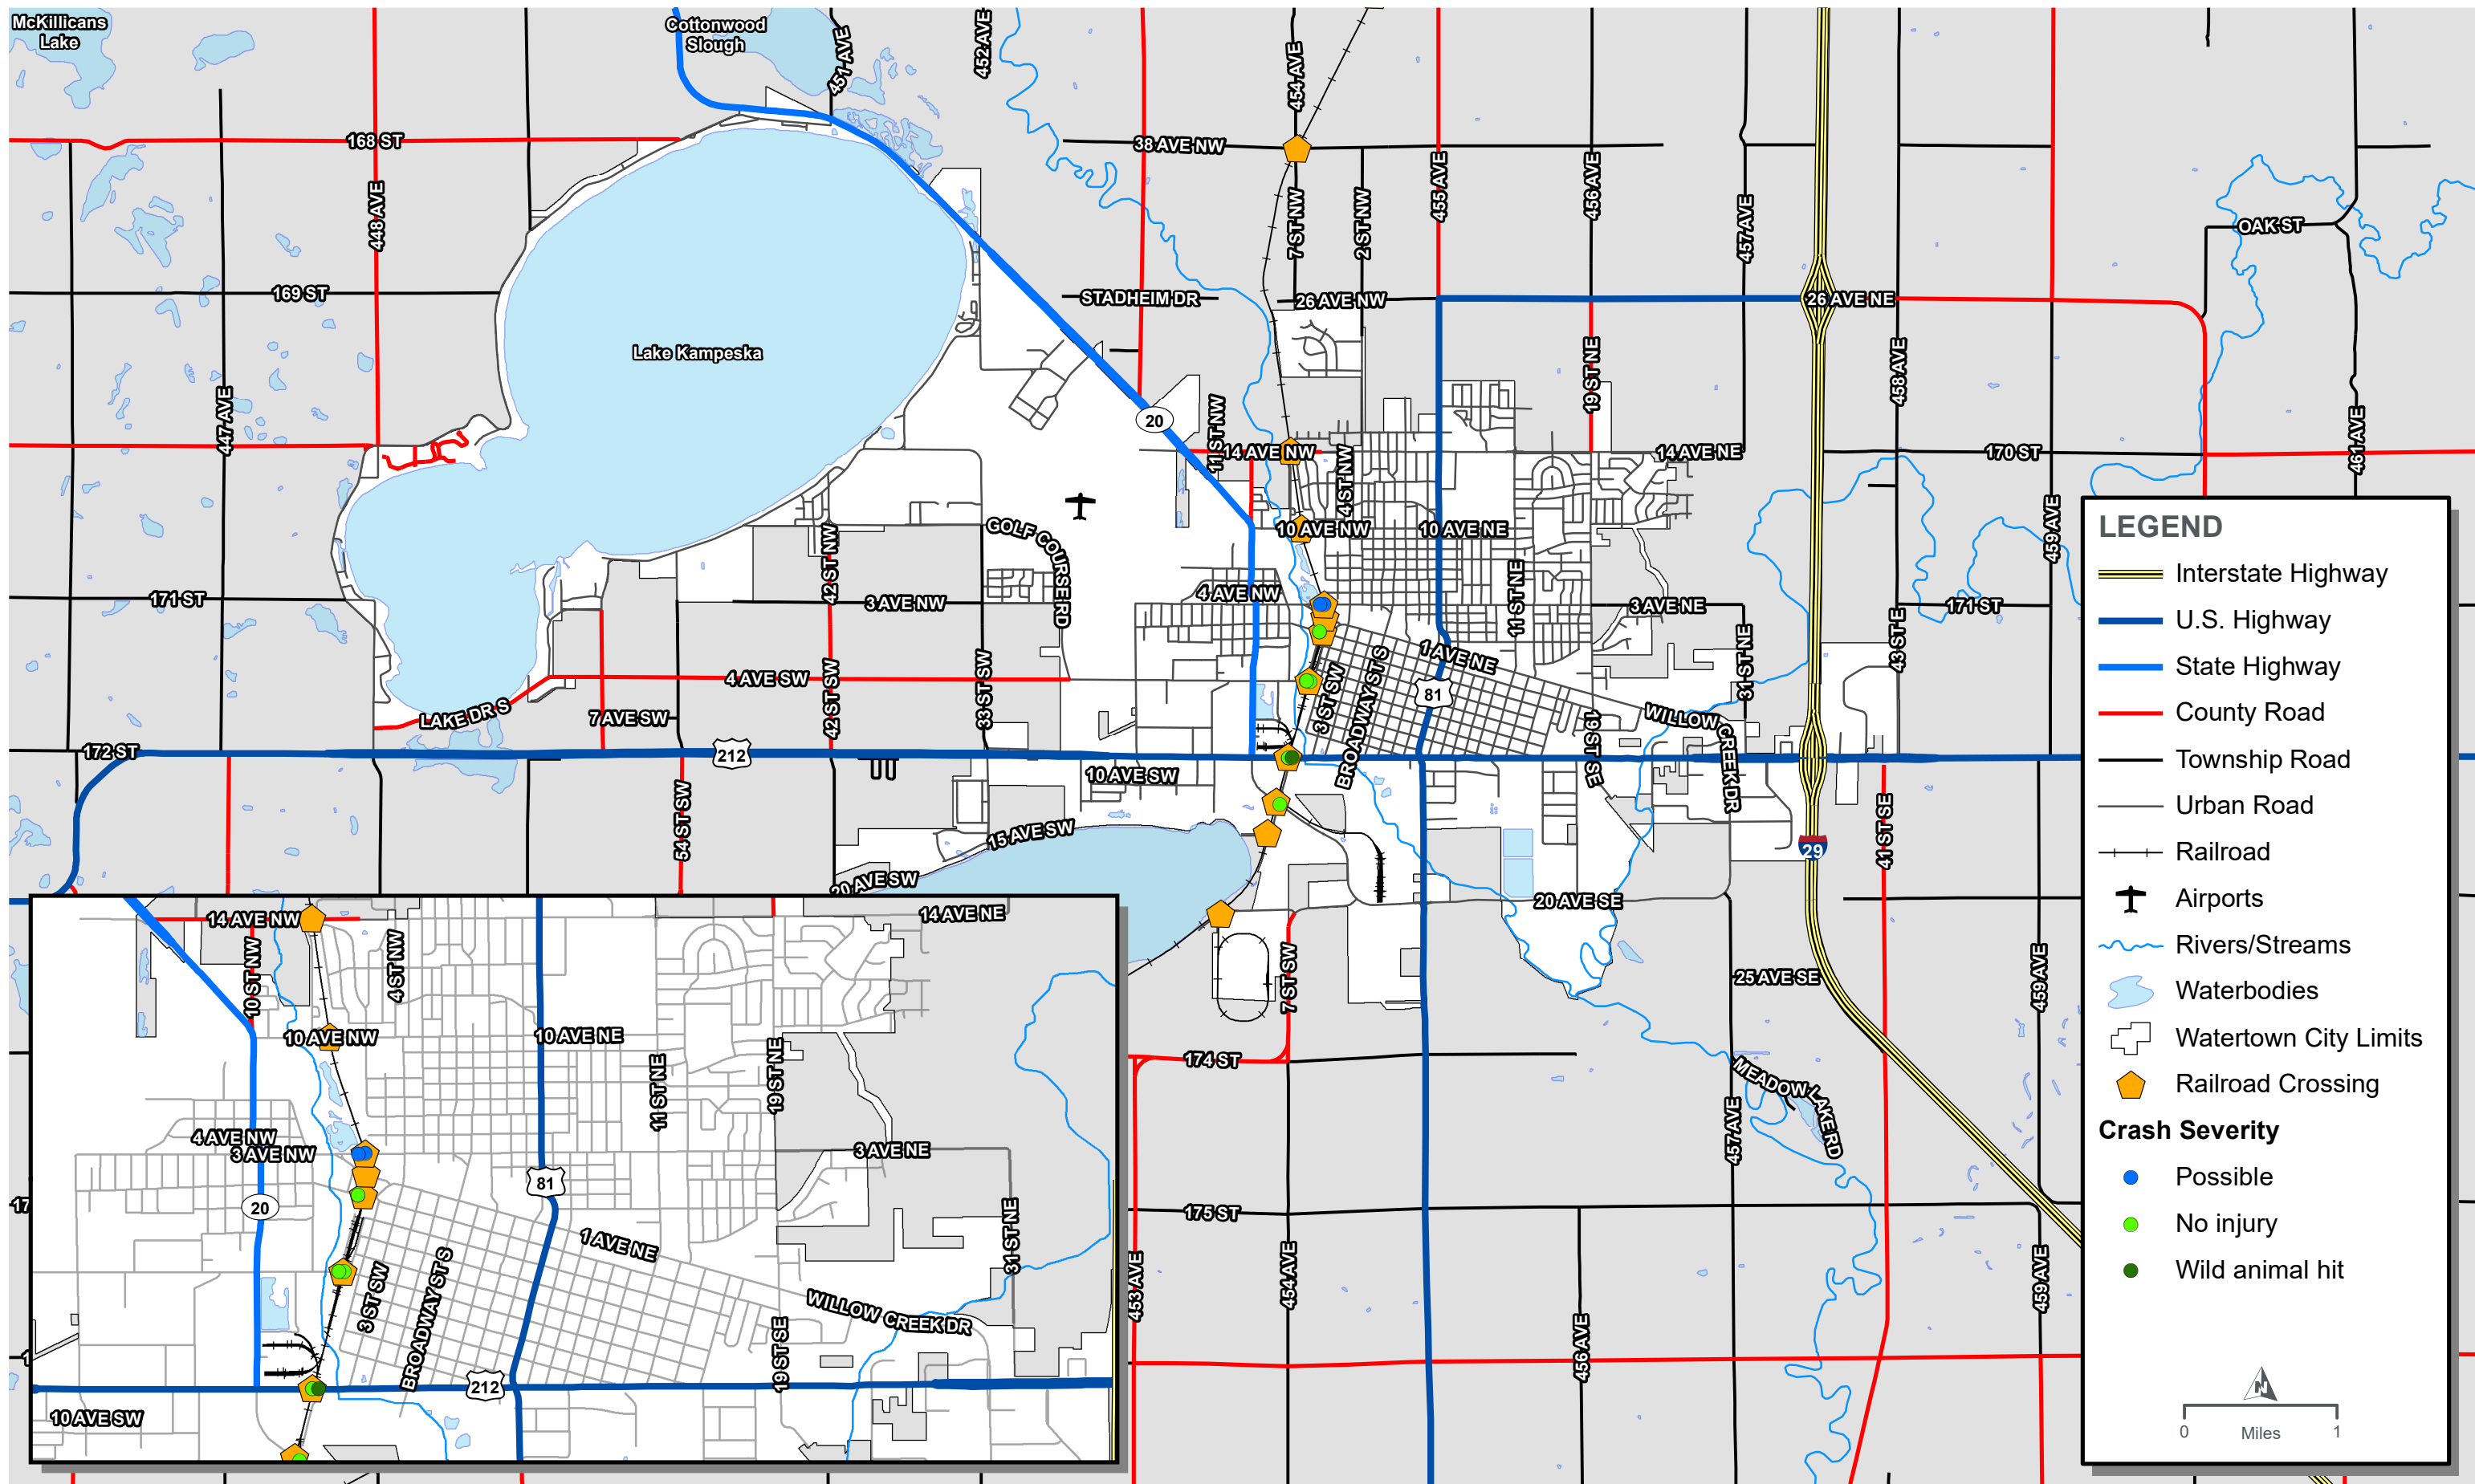 McKillicans
Lake
Cottonwood
Slough
451 AVE
452 AVE
454 AVE
168 ST
38 AVE NW
448 AVE
7 ST NW
2 ST NW
455 AVE
456 AVE
457 AVE
OAK ST
169 ST
STADHEIM DR
26 AVE NW
26 AVE NE
Lake Kampeska
447 AVE
20
11 ST NW
19 ST NE
458 AVE
461 AVE
14 AVE NW
4 ST NW
14 AVE NE
170 ST
42 ST NW
GOLF COURSE RD
10 AVE NW
10 AVE NE
459 AVE
171 ST
3 AVE NW
4 AVE NW
11 ST NE
3 AVE NE
171 ST
4 AVE SW
42 ST SW
33 ST SW
3 ST SW
BROADWAY ST S
1 AVE NE
81
31 ST NE
43 ST E
LAKE DR S
7 AVE SW
19 ST SE
WILLOW CREEK DR
172 ST
212
10 AVE SW
54 ST SW
15 AVE SW
29
41 ST SE
20 AVE SW
20 AVE SE
7 ST SW
25 AVE SE
459 AVE
174 ST
MEADOW LAKE RD
457 AVE
175 ST
453 AVE
454 AVE
456 AVE
459 AVE
14 AVE NW
14 AVE NE
10 ST NW
4 ST NW
10 AVE NW
10 AVE NE
11 ST NE
19 ST NE
4 AVE NW
3 AVE NW
3 AVE NE
81
20
1 AVE NE
31 ST NE
3 ST SW
BROADWAY ST S
WILLOW CREEK DR
19 ST SE
212
10 AVE SW
LEGEND
Interstate Highway
U.S. Highway
State Highway
County Road
Township Road
Urban Road
Railroad
Airports
Rivers/Streams
Waterbodies
Watertown City Limits
Railroad Crossing
Crash Severity
Possible
No injury
Wild animal hit
N
0 Miles 1